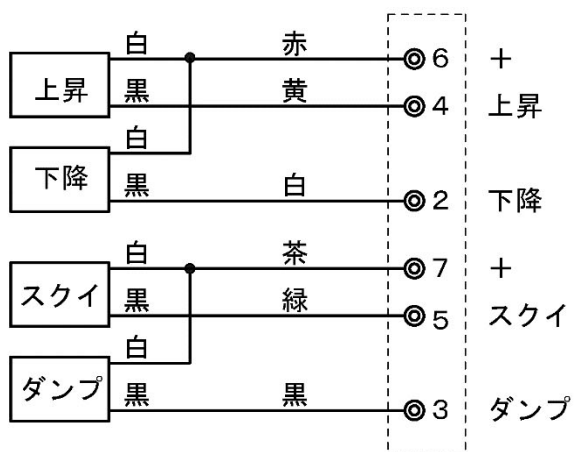 白 赤 6 +
上昇 黒 黄 4 上昇
白
下降 黒 白 2 下降
白 茶 7 +
スクイ 黒 緑 5 スクイ
白
ダンプ 黒 黒 3 ダンプ